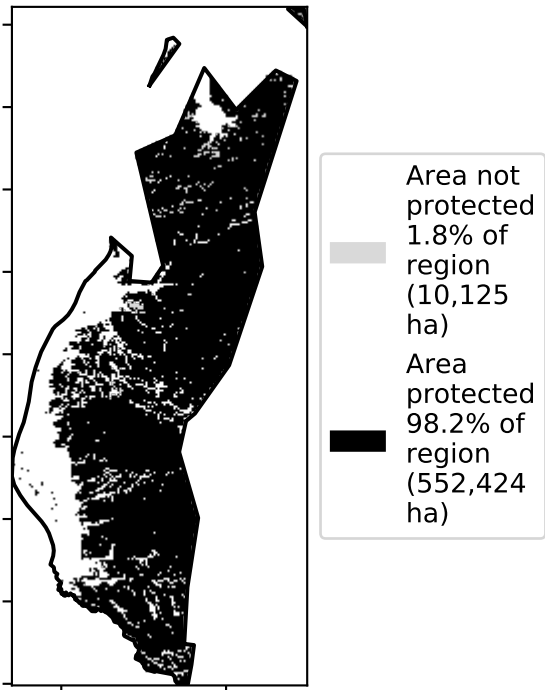 Area not
protected
1.8% of
region
(10,125
ha)
Area
protected
98.2% of
region
(552,424
ha)